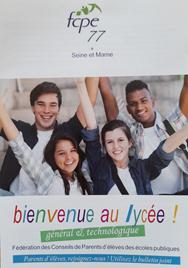 fcpe
77
Seine et Marne
bienvenue au lycée !
général & technologique
Fédération des Conseils de Parents d'élèves des écoles publiques
Parents d'élèves, rejoignez-nous ! Utilisez le bulletin joint